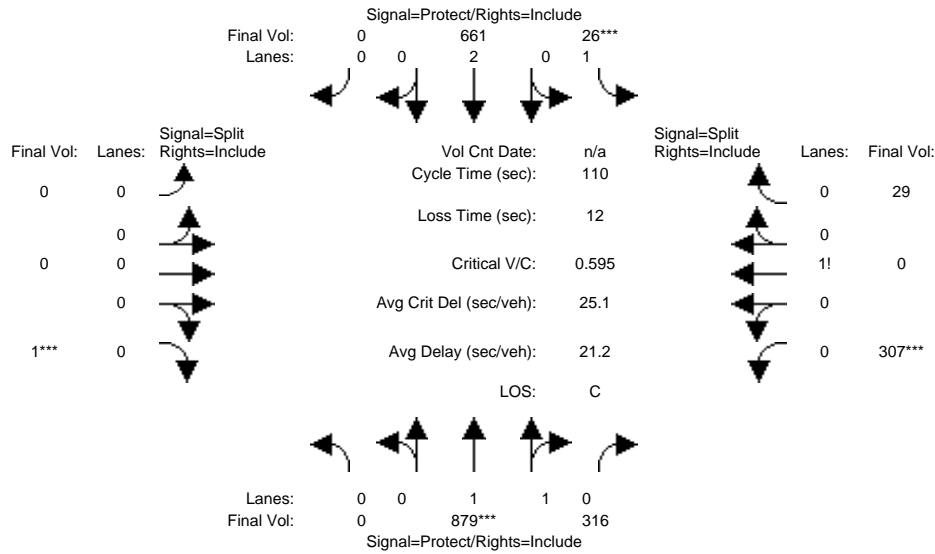 Signal=Protect/Rights=Include
Final Vol: 0 661 26***
Lanes: 0 0 2 0 1
Signal=Split
Final Vol: Lanes: Rights=Include
Vol Cnt Date: n/a
Signal=Split
Rights=Include Lanes: Final Vol:
Cycle Time (sec): 110
0 0
0 29
Loss Time (sec): 12
0
0
0 0
Critical V/C: 0.595
1! 0
0
Avg Crit Del (sec/veh): 25.1
0
1*** 0
Avg Delay (sec/veh): 21.2
0 307***
LOS: C
Lanes: 0 0 1 1 0
Final Vol: 0 879*** 316
Signal=Protect/Rights=Include